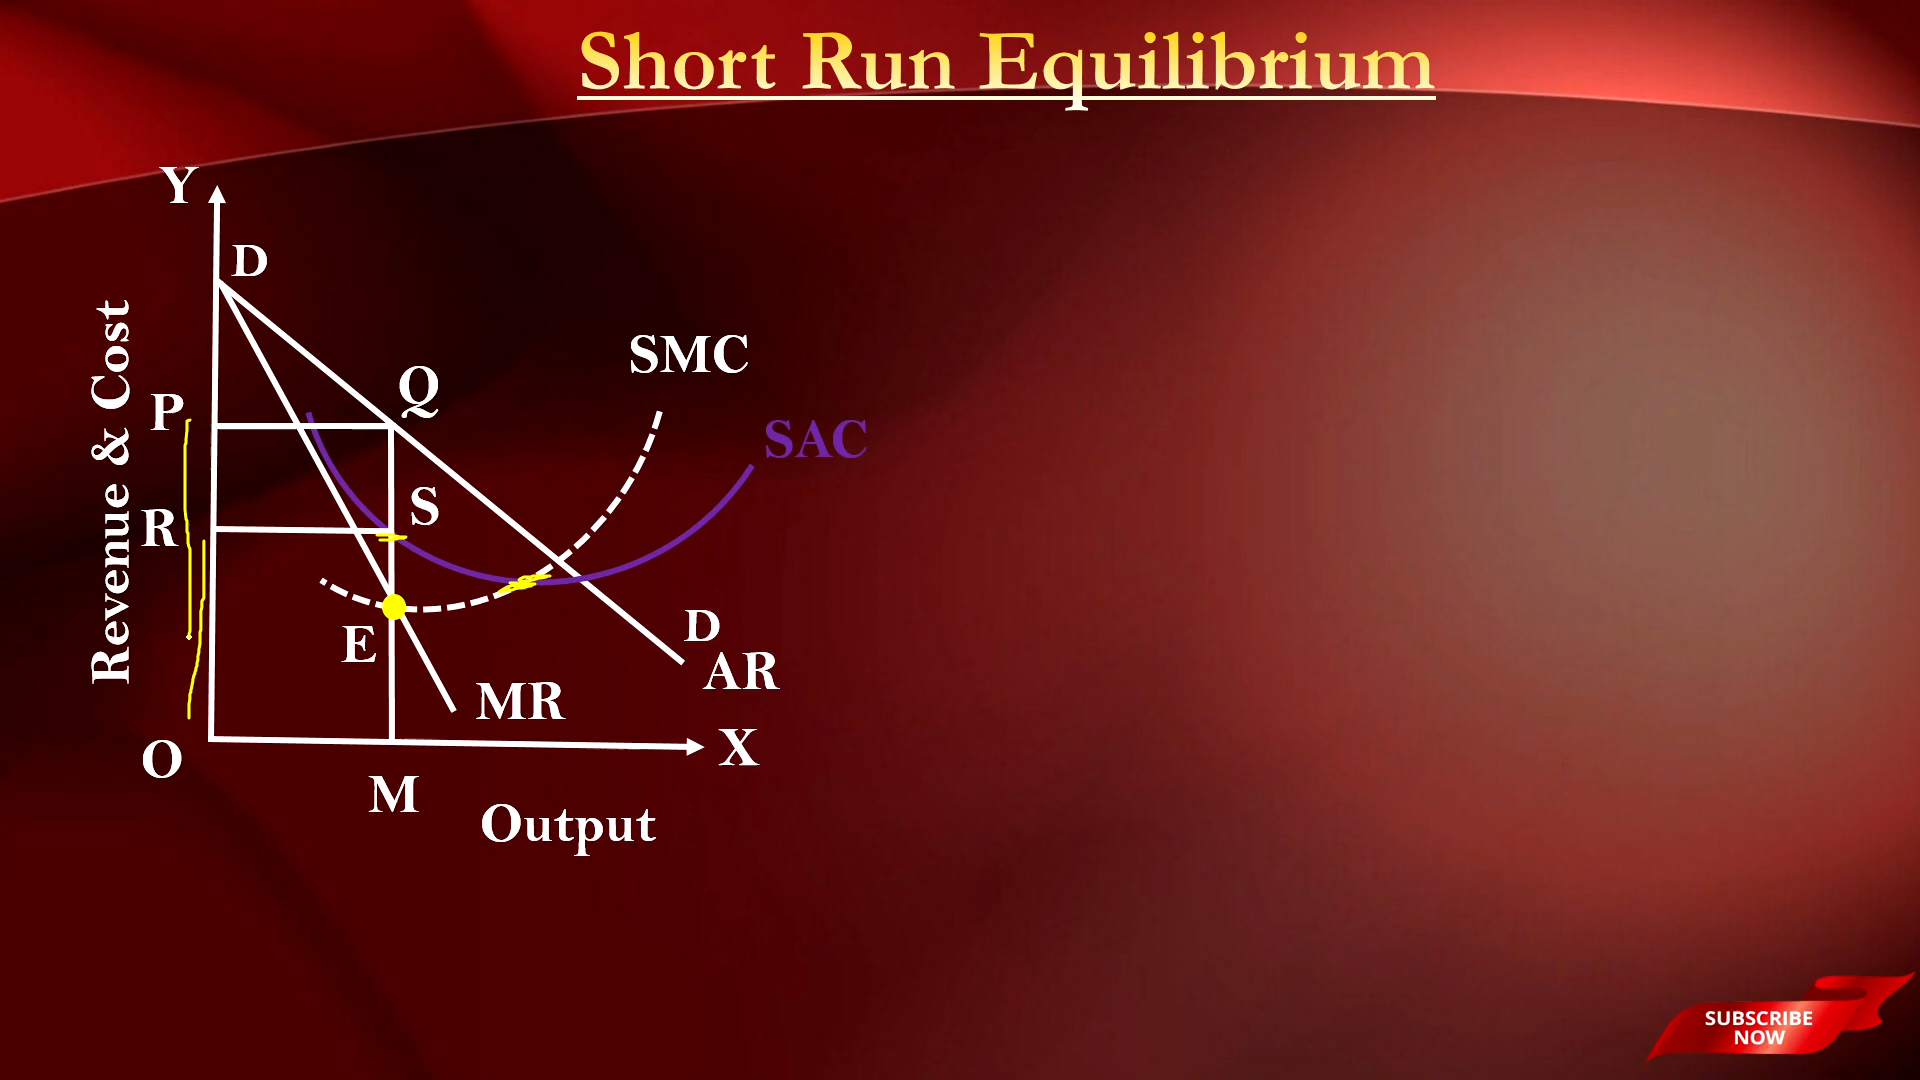 Short Run Equilibrium
Y
D
Revenue & Cost
SMC
Q
P
SAC
S
R
E
D
AR
MR
O
X
M
Output
SUBSCRIBE
NOW